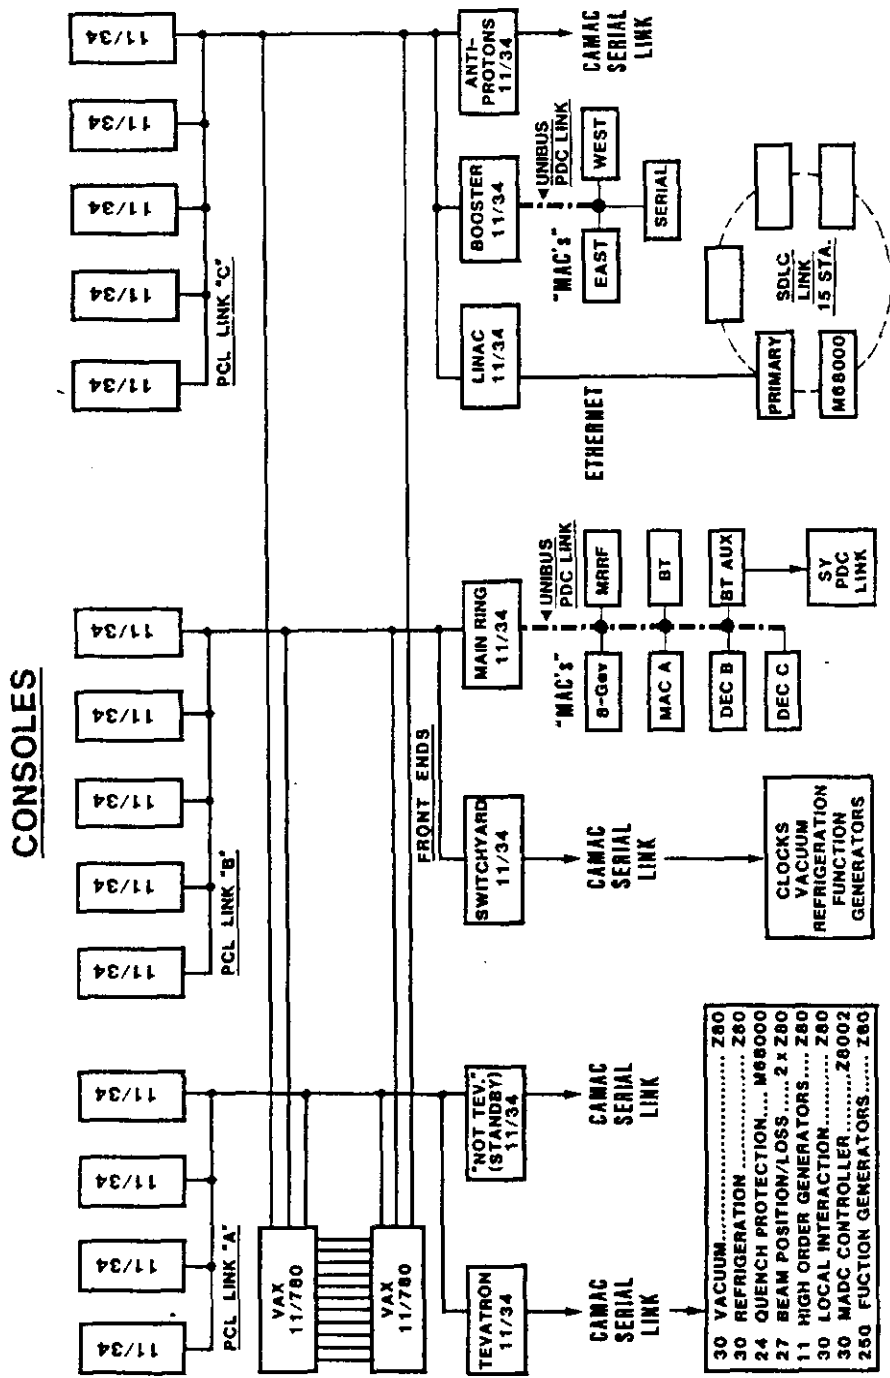 CONSOLES
11/34
11/34
11/34
11/34
11/34
11/34
11/34
11/34
11/34
11/34
11/34
11/34
11/34
11/34
PCL LINK "A"
PCL LINK "B"
PCL LINK "C"
VAX
11/780
VAX
11/780
FRONT ENDS
TEVATRON
11/34
"NOT TEV."
(STANDBY)
11/34
SWITCHYARD
11/34
MAIN RING
11/34
LINAC
11/34
BOOSTER
11/34
ANTI-
PROTONS
11/34
CAMAC
SERIAL
LINK
CAMAC
SERIAL
LINK
CAMAC
SERIAL
LINK
"MAC's"
UNIBUS
PDC LINK
8-Gev
MRRF
MAC A
BT
DEC B
BT AUX
DEC C
SY
PDC
LINK
ETHERNET
"MAC's"
UNIBUS
PDC LINK
EAST
WEST
SERIAL
CAMAC
SERIAL
LINK
30 VACUUM.................................. Z80
30 REFRIGERATION ..................... Z80
24 QUENCH PROTECTION.... M68000
27 BEAM POSITION/LOSS ..... 2 x Z80
11 HIGH ORDER GENERATORS.... Z80
30 LOCAL INTERACTION............ Z80
30 MADC CONTROLLER........ Z8002
250 FUCTION GENERATORS...... Z80
CLOCKS
VACUUM
REFRIGERATION
FUNCTION
GENERATORS
PRIMARY
M68000
SDLC
LINK
15 STA.